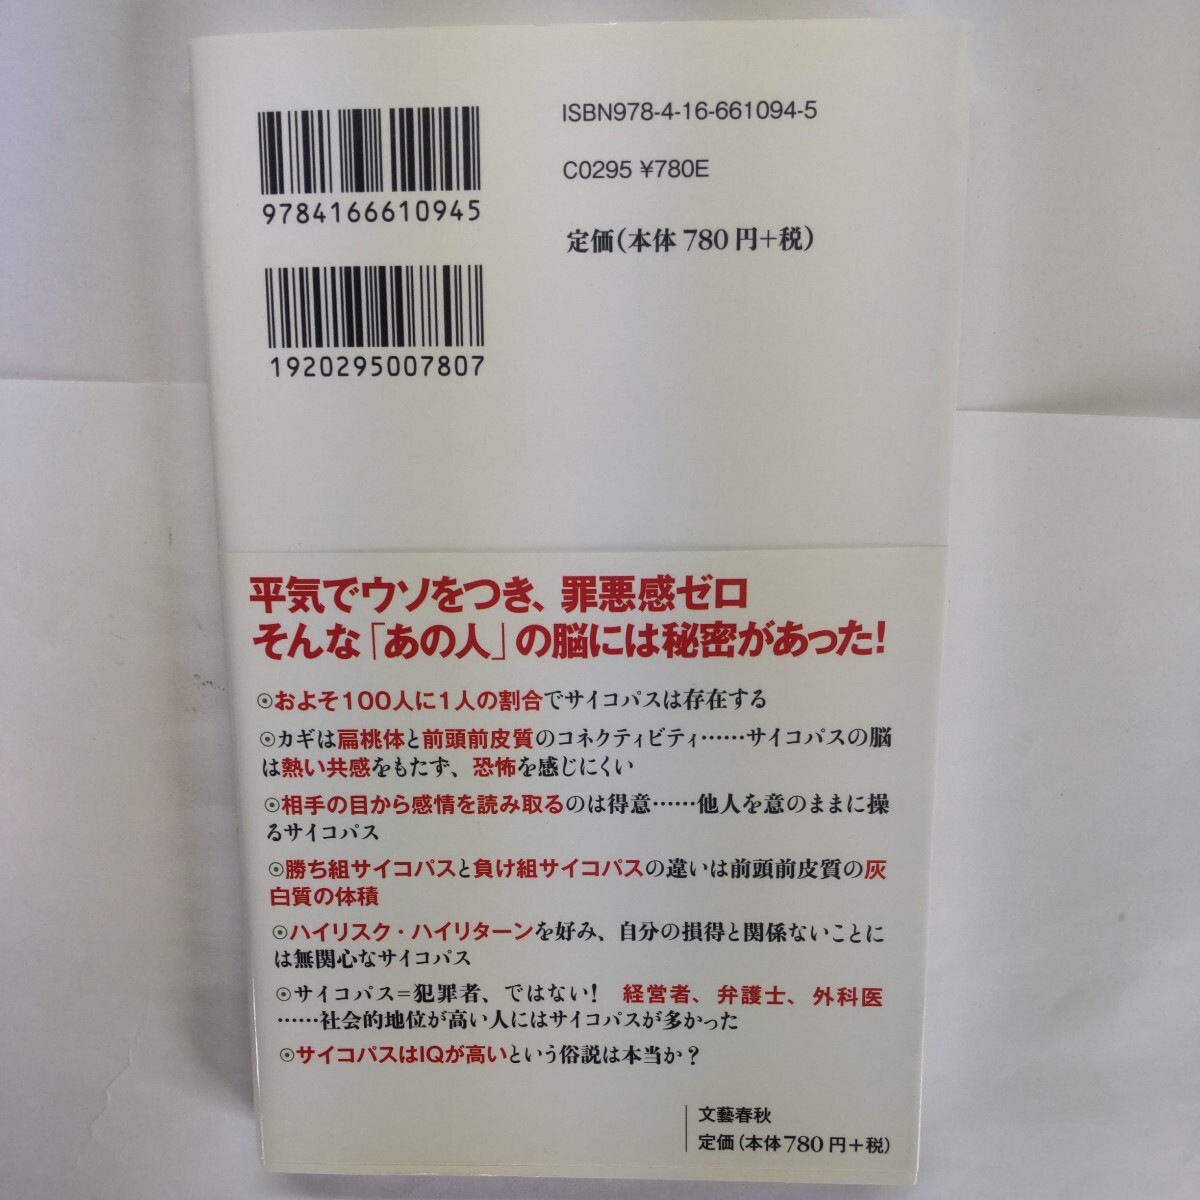 ISBN978-4-16-661094-5
C0295 ¥780E
定価(本体 780 円+税)
9784166610945
1920295007807
平気でウソをつき、罪悪感ゼロ
そんな「あの人」の脳には秘密があった!
◉およそ100人に1人の割合でサイコパスは存在する
◉カギは扁桃体と前頭前皮質のコネクティビティ……サイコパスの脳
は熱い共感をもたず、恐怖を感じにくい
◉相手の目から感情を読み取るのは得意……他人を意のままに操
るサイコパス
◉勝ち組サイコパスと負け組サイコパスの違いは前頭前皮質の灰
白質の体積
◉ハイリスク・ハイリターンを好み、自分の損得と関係ないことに
は無関心なサイコパス
◉サイコパス=犯罪者、ではない! 経営者、弁護士、外科医
……社会的地位が高い人にはサイコパスが多かった
◉サイコパスはIQが高いという俗説は本当か?
文藝春秋
定価(本体780円+税)